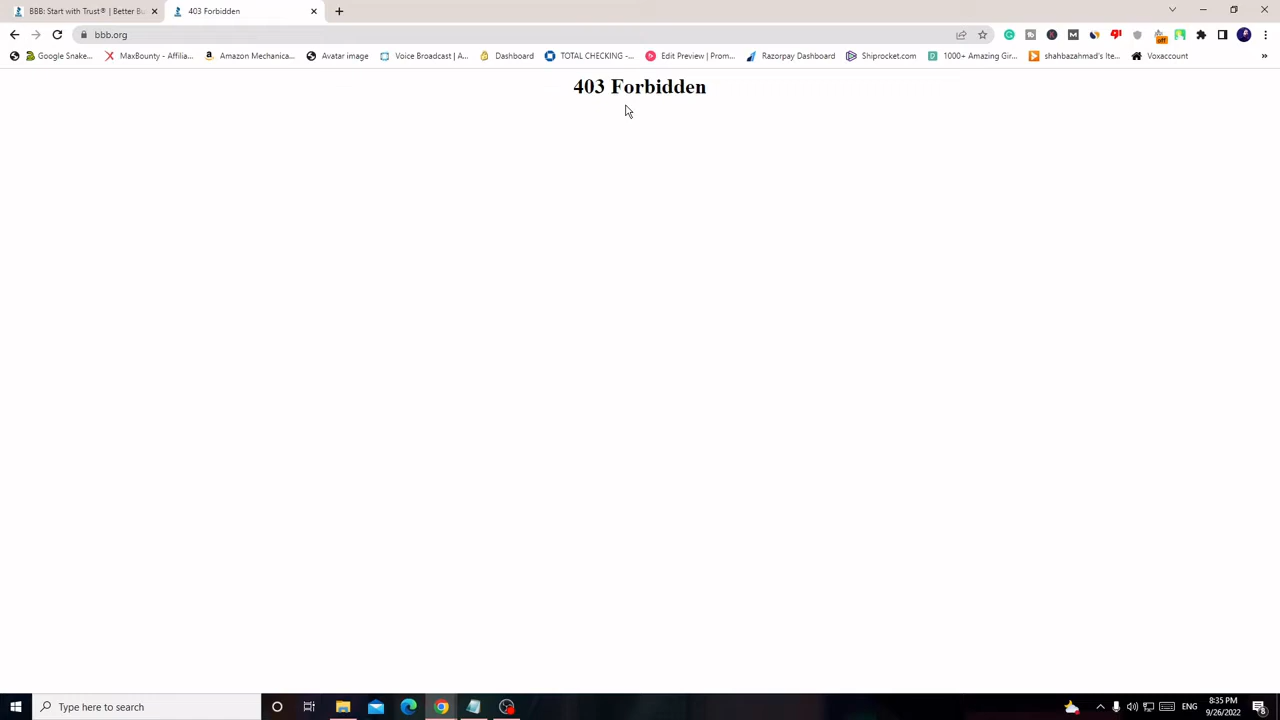 BBB: Start with Trust® | Better Bu
403 Forbidden
bbb.org
off
Google Snake...
MaxBounty - Affilia...
Amazon Mechanica...
Avatar image
Voice Broadcast | A...
Dashboard
TOTAL CHECKING -...
Edit Preview | Prom...
Razorpay Dashboard
Shiprocket.com
1000+ Amazing Gir...
shahbazahmad's Ite...
Voxaccount
»
403 Forbidden
Type here to search
ENG
8:35 PM
9/26/2022